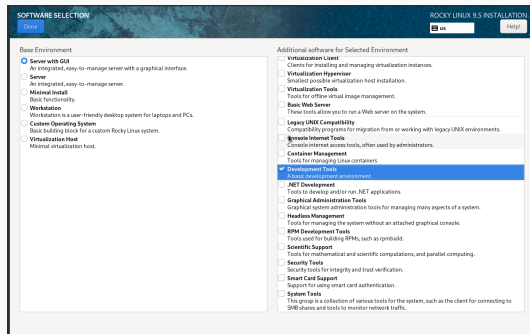 SOFTWARE SELECTION
Done
ROCKY LINUX 9.5 INSTALLATION
us
Help!
Base Environment
Server with GUI
An integrated, easy-to-manage server with a graphical interface.
Server
An integrated, easy-to-manage server.
Minimal Install
Basic functionality.
Workstation
Workstation is a user-friendly desktop system for laptops and PCs.
Custom Operating System
Basic building block for a custom Rocky Linux system.
Virtualization Host
Minimal virtualization host.
Additional software for Selected Environment
Virtualization Client
Clients for installing and managing virtualization instances.
Virtualization Hypervisor
Smallest possible virtualization host installation.
Virtualization Tools
Tools for offline virtual image management.
Basic Web Server
These tools allow you to run a Web server on the system.
Legacy UNIX Compatibility
Compatibility programs for migration from or working with legacy UNIX environments.
Console Internet Tools
Console internet access tools, often used by administrators.
Container Management
Tools for managing Linux containers
Development Tools
A basic development environment.
.NET Development
Tools to develop and/or run .NET applications
Graphical Administration Tools
Graphical system administration tools for managing many aspects of a system.
Headless Management
Tools for managing the system without an attached graphical console.
RPM Development Tools
Tools used for building RPMs, such as rpmbuild.
Scientific Support
Tools for mathematical and scientific computations, and parallel computing.
Security Tools
Security tools for integrity and trust verification.
Smart Card Support
Support for using smart card authentication.
System Tools
This group is a collection of various tools for the system, such as the client for connecting to
SMB shares and tools to monitor network traffic.